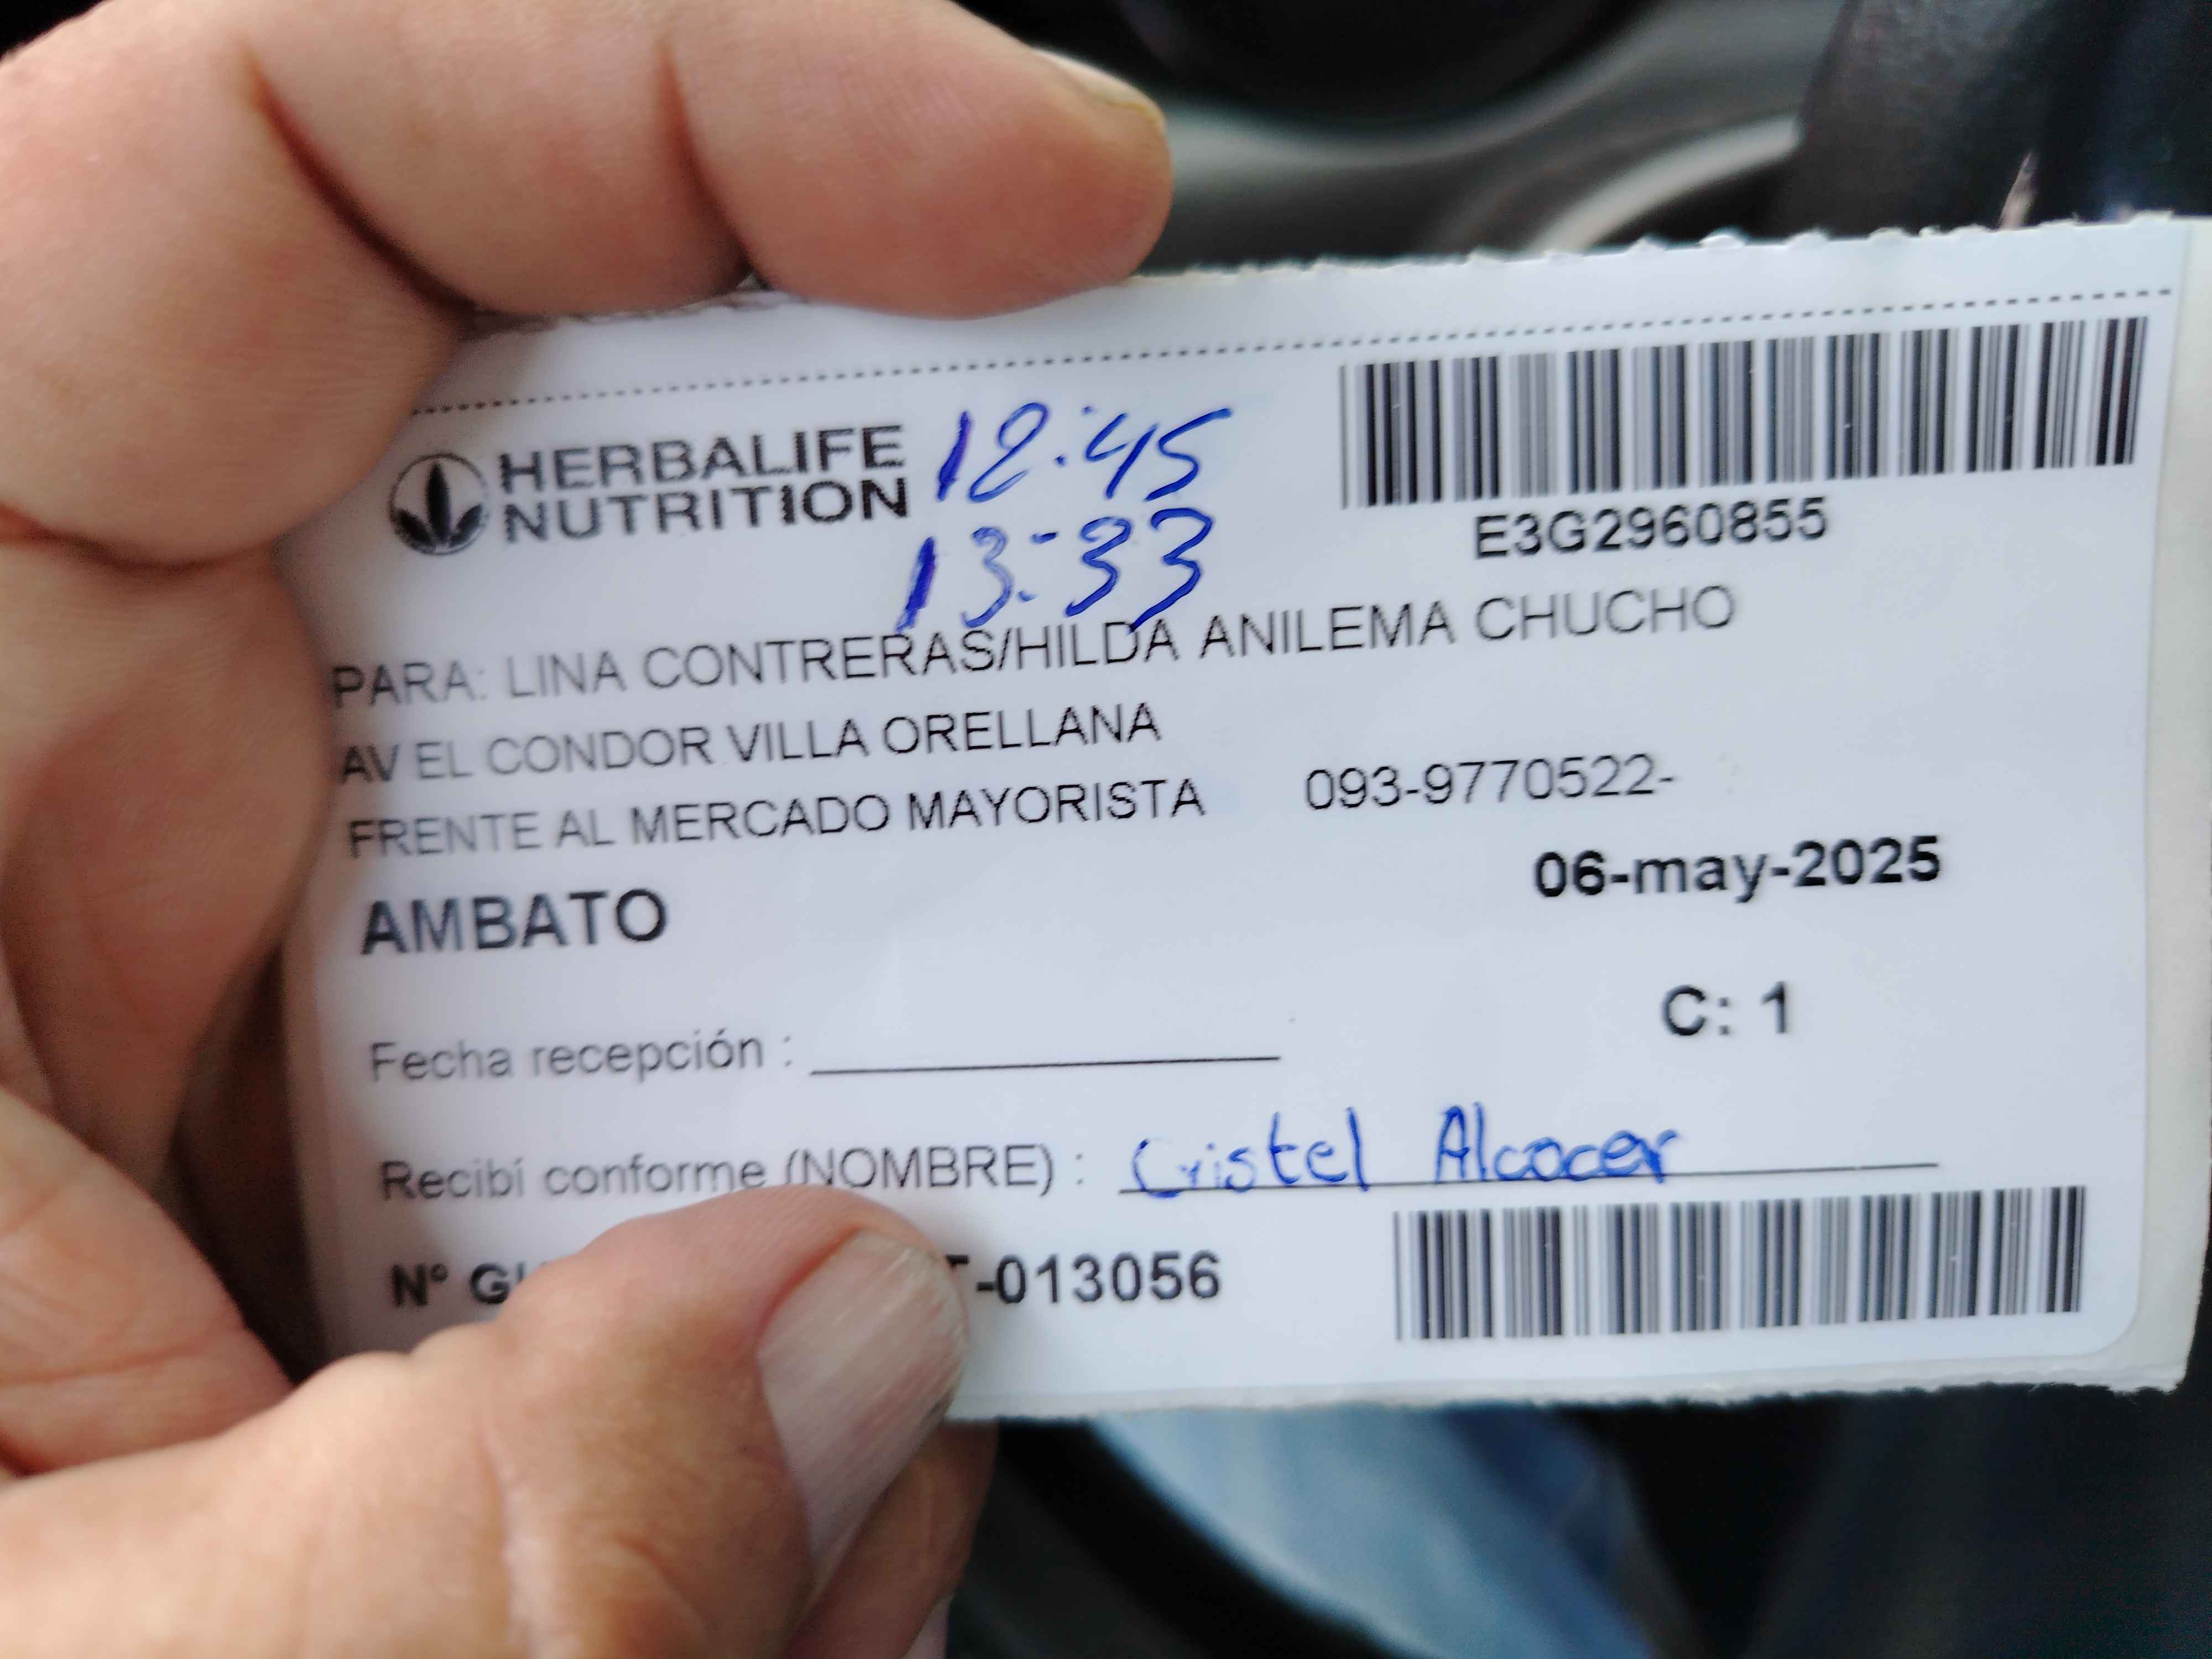 HERBALIFE
NUTRITION
12:45
13:33
E3G2960855
PARA: LINA CONTRERAS/HILDA ANILEMA CHUCHO
AV EL CONDOR VILLA ORELLANA
FRENTE AL MERCADO MAYORISTA 093-9770522-
06-may-2025
AMBATO
C: 1
Fecha recepción :
Recibí conforme (NOMBRE) : Cristel Alcocer
Nº -013056